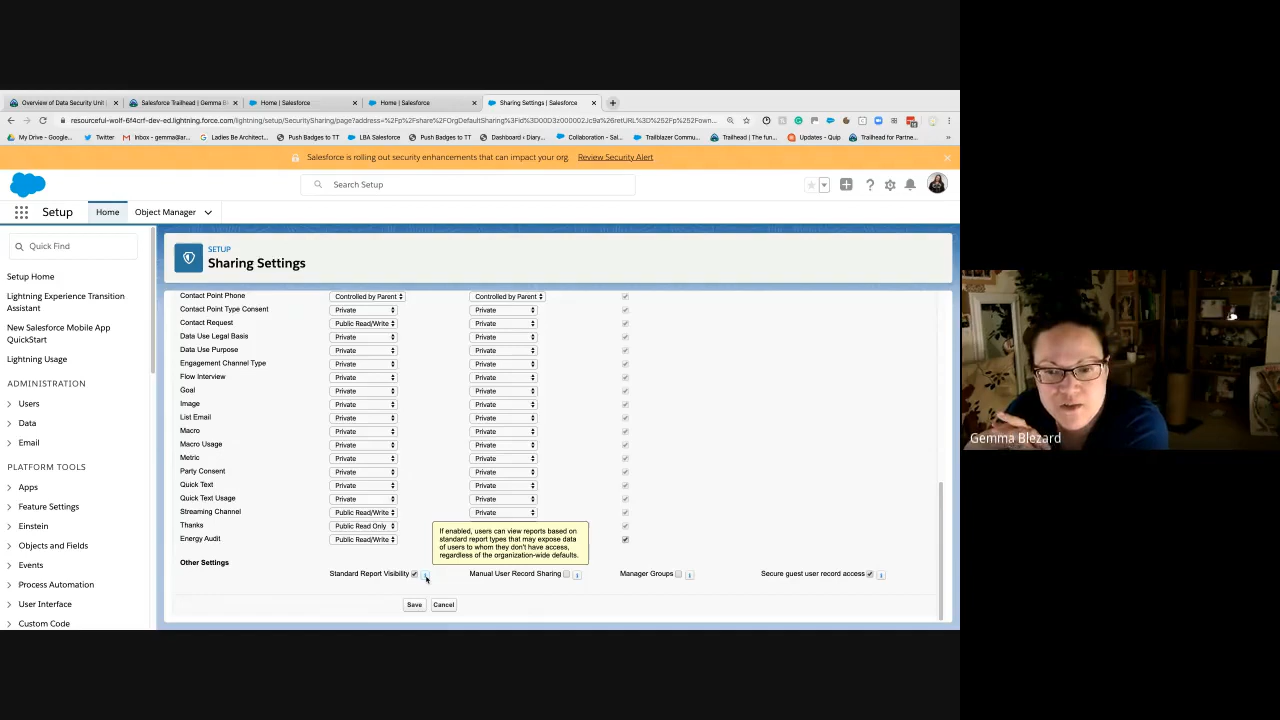 Overview of Data Security Unit
Salesforce Trailhead | Gemma B
Home | Salesforce
Home | Salesforce
Sharing Settings | Salesforce
My Drive - Google...
Twitter
Inbox - gemma@ar...
Ladies Be Architect...
Push Badges to TT
LBA Salesforce
Push Badges to TT
Dashboard ‹ Diary...
Collaboration - Sal...
Trailblazer Commu...
Trailhead | The fun...
Updates - Quip
Trailhead for Partne...
Salesforce is rolling out security enhancements that can impact your org. Review Security Alert
Search Setup
Setup
Home
Object Manager
Quick Find
Setup Home
Lightning Experience Transition
Assistant
New Salesforce Mobile App
QuickStart
Lightning Usage
ADMINISTRATION
Users
Data
Email
PLATFORM TOOLS
Apps
Feature Settings
Einstein
Objects and Fields
Events
Process Automation
User Interface
Custom Code
SETUP
Sharing Settings
Contact Point Phone Controlled by Parent Controlled by Parent
Contact Point Type Consent Private Private
Contact Request Public Read/Write Private
Data Use Legal Basis Private Private
Data Use Purpose Private Private
Engagement Channel Type Private Private
Flow Interview Private Private
Goal Private Private
Image Private Private
List Email Private Private
Macro Private Private
Macro Usage Private Private
Metric Private Private
Party Consent Private Private
Quick Text Private Private
Quick Text Usage Private Private
Streaming Channel Public Read/Write Private
Thanks Public Read Only
Energy Audit Public Read/Write
If enabled, users can view reports based on
standard report types that may expose data
of users to whom they don't have access,
regardless of the organization-wide defaults.
Other Settings
Standard Report Visibility Manual User Record Sharing Manager Groups Secure guest user record access
Save Cancel
Gemma Blezard